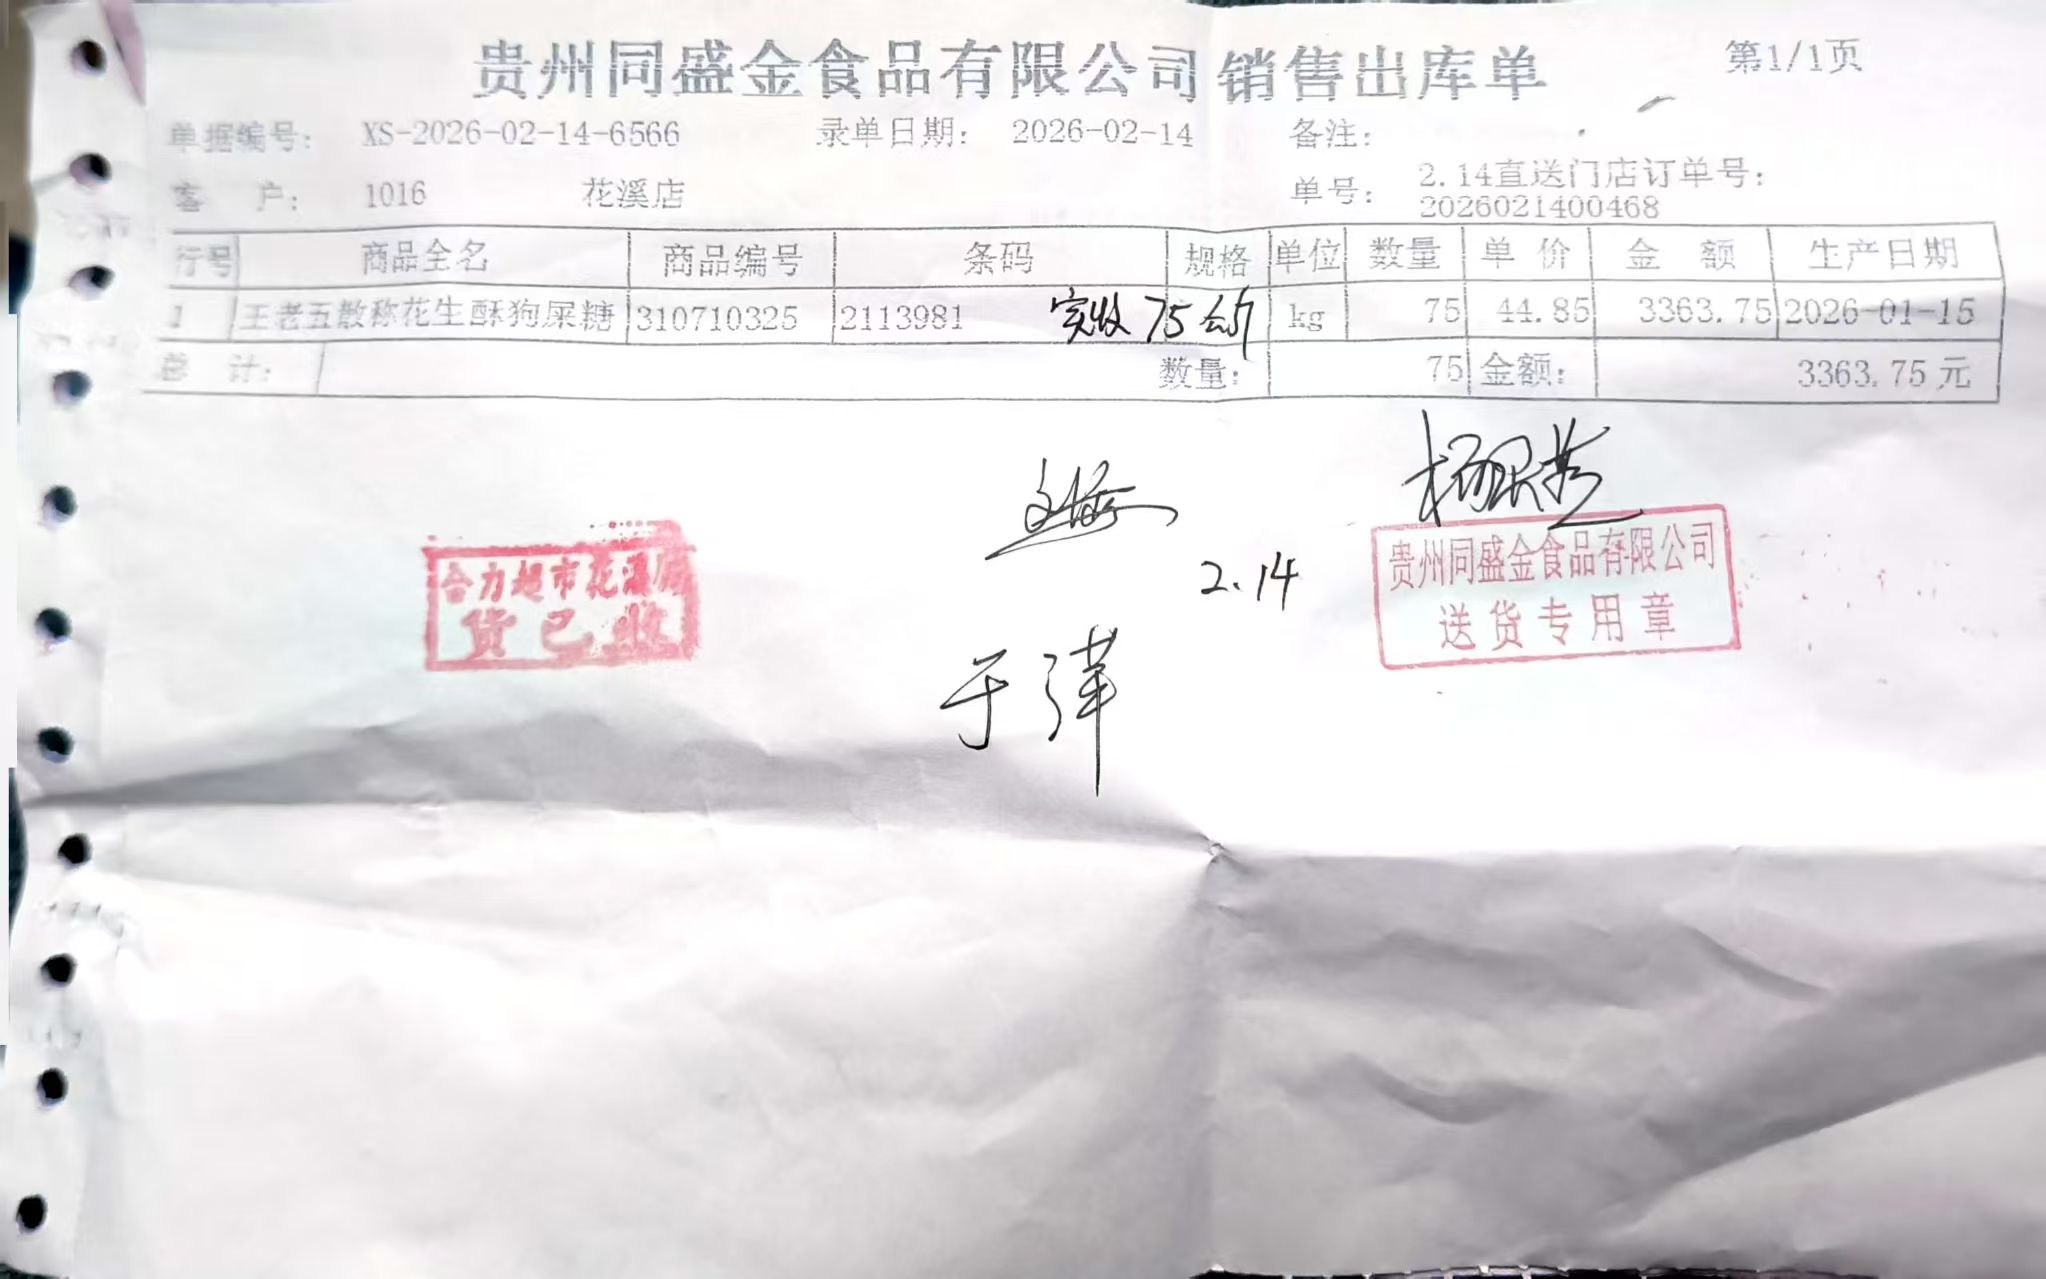 贵州同盛金食品有限公司销售出库单
第1/1页
单据编号： XS-2026-02-14-6566 录单日期： 2026-02-14 备注：
客 户： 1016 花溪店 单号： 2.14直送门店订单号：
2026021400468
行号 商品全名 商品编号 条码 规格 单位 数量 单 价 金 额 生产日期
1 王老五散称花生酥狗屎糖 310710325 2113981 实收 75公斤 kg 75 44.85 3363.75 2026-01-15
总 计： 数量： 75 金额： 3363.75元
2.14
贵州同盛金食品有限公司
送货专用章
合力超市花溪店
货已收
于洋